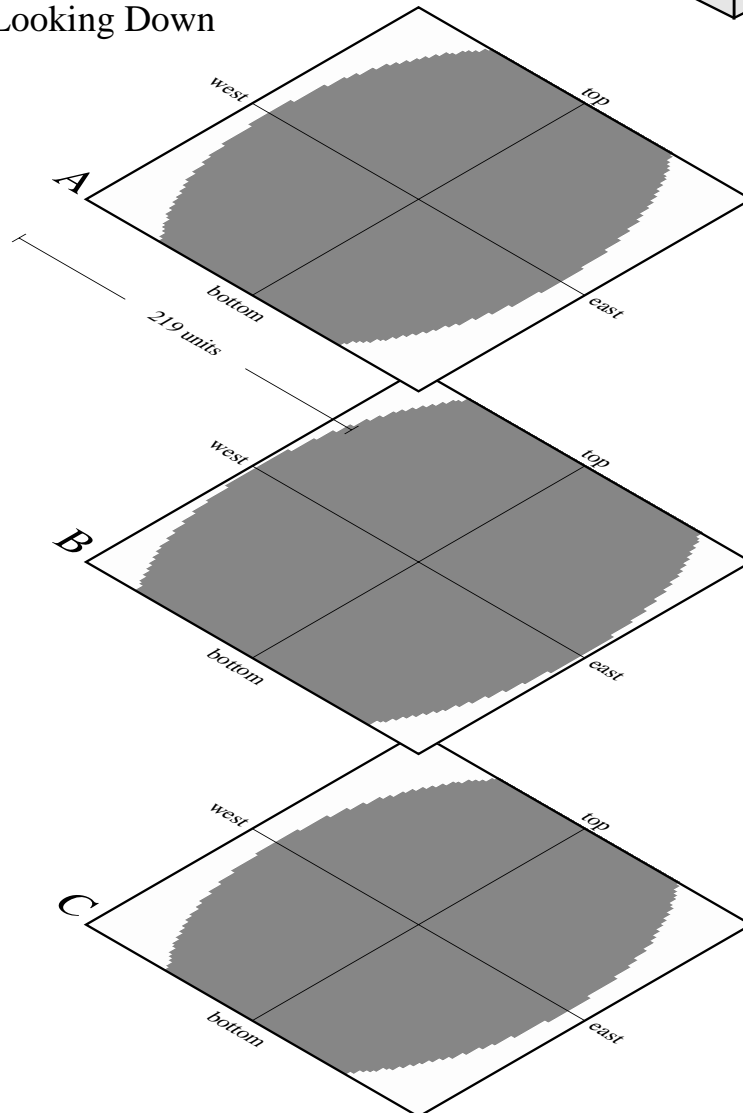 Looking Down
west
top
A
bottom
east
219 units
west
top
B
bottom
east
west
top
C
bottom
east